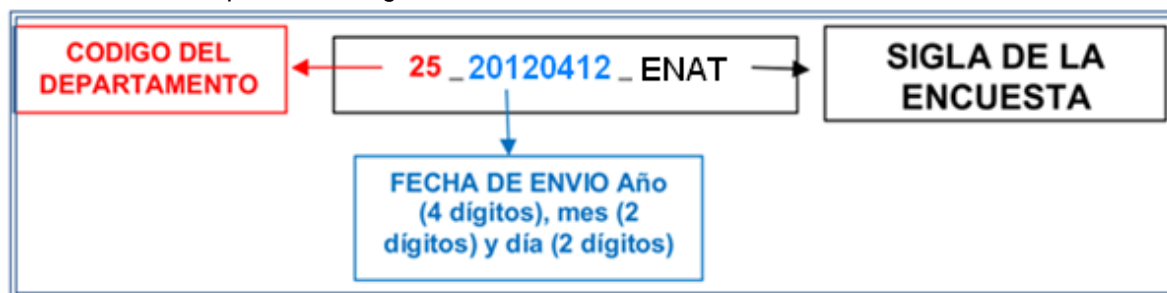 CODIGO DEL
DEPARTAMENTO
25 _ 20120412 _ ENAT
SIGLA DE LA
ENCUESTA
FECHA DE ENVIO Año
(4 dígitos), mes (2
dígitos) y día (2 dígitos)